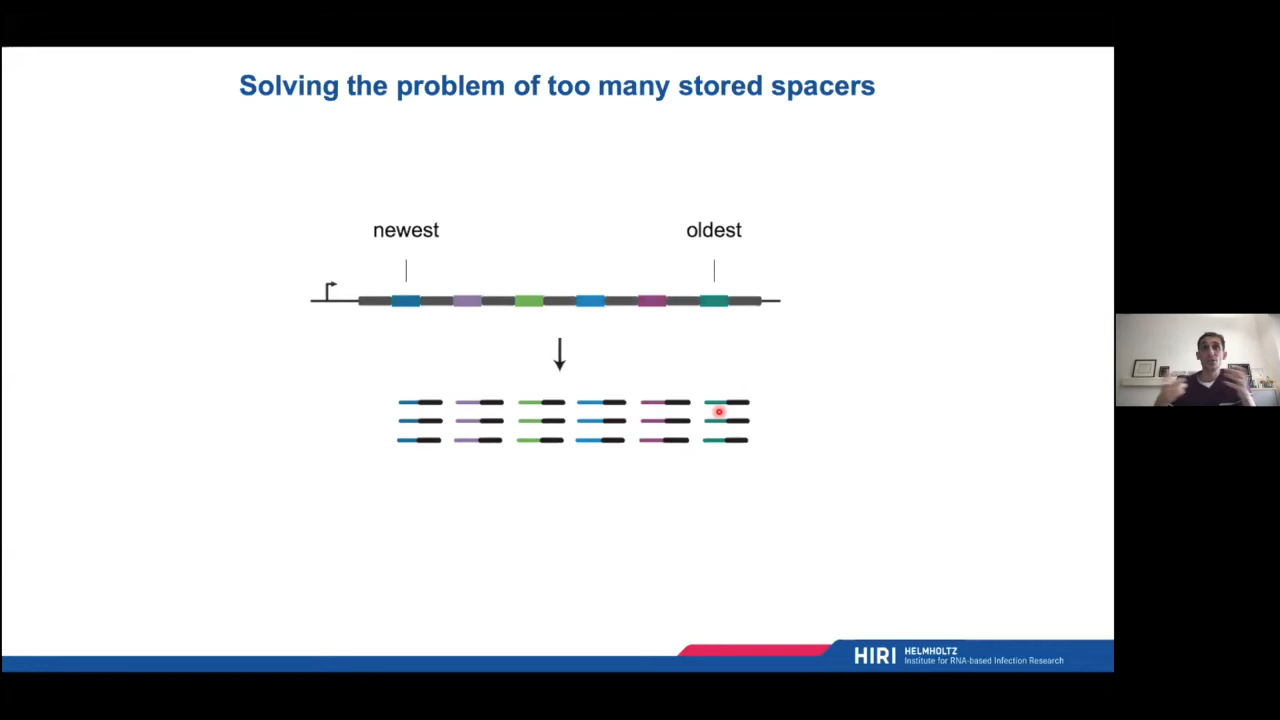 Solving the problem of too many stored spacers
newest
oldest
HIRI
HELMHOLTZ
Institute for RNA-based Infection Research